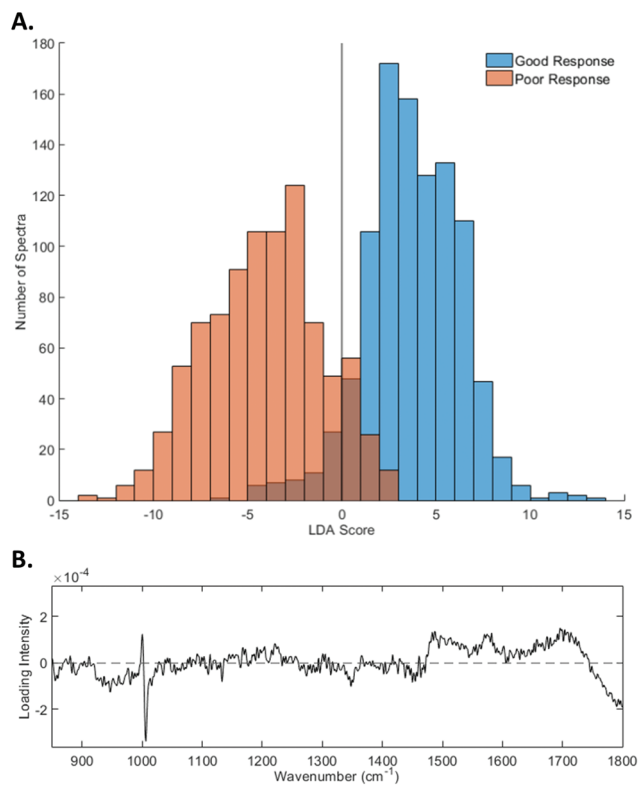 A.
180
160
140
120
100
80
60
40
20
0
Number of Spectra
Good Response
Poor Response
-15 -10 -5 0 5 10 15
LDA Score
B.
×10⁻⁴
2
0
-2
Loading Intensity
900 1000 1100 1200 1300 1400 1500 1600 1700 1800
Wavenumber (cm⁻¹)